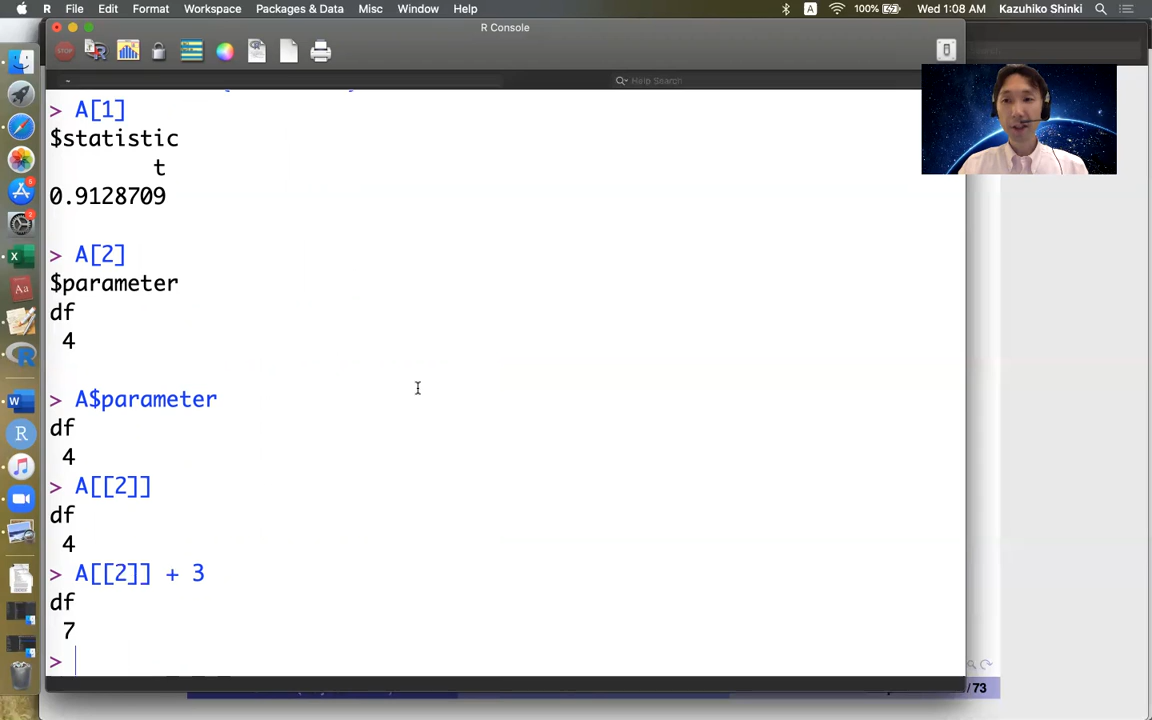 R File Edit Format Workspace Packages & Data Misc Window Help A 100% Wed 1:08 AM Kazuhiko Shinki
R Console
STOP
~ Help Search
> A[1]
$statistic
t
0.9128709
> A[2]
$parameter
df
4
> A$parameter
df
4
> A[[2]]
df
4
> A[[2]] + 3
df
7
>
/73